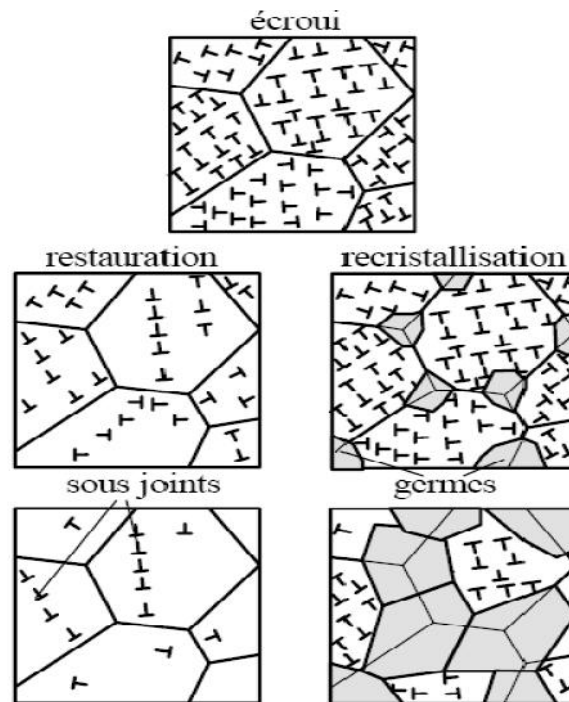 écroui
restauration
recristallisation
sous joints
germes